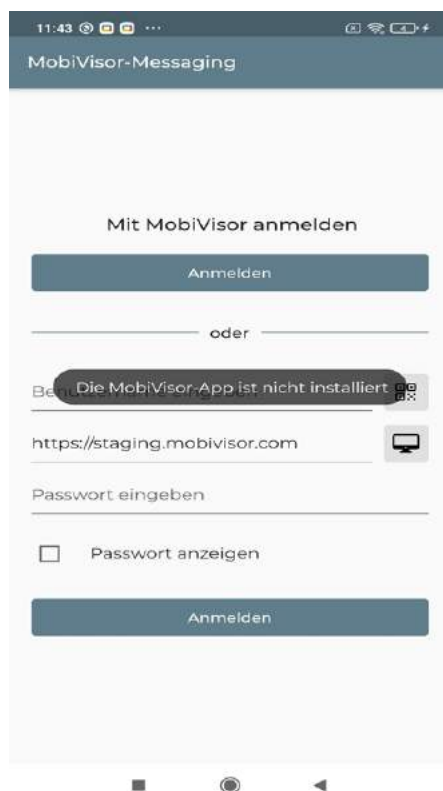 11:43
MobiVisor-Messaging
Mit MobiVisor anmelden
Anmelden
oder
Die MobiVisor-App ist nicht installiert
https://staging.mobivisor.com
Passwort eingeben
Passwort anzeigen
Anmelden